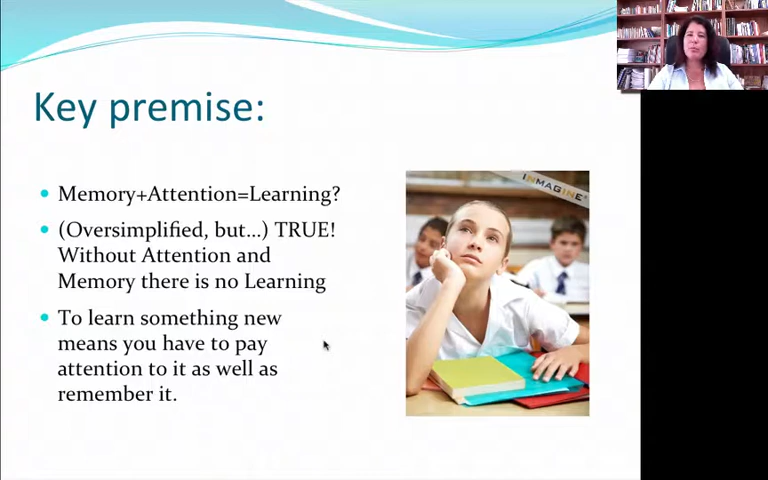 Key premise:
Memory+Attention=Learning?
(Oversimplified, but...) TRUE!
Without Attention and
Memory there is no Learning
To learn something new
means you have to pay
attention to it as well as
remember it.
INMAGINE